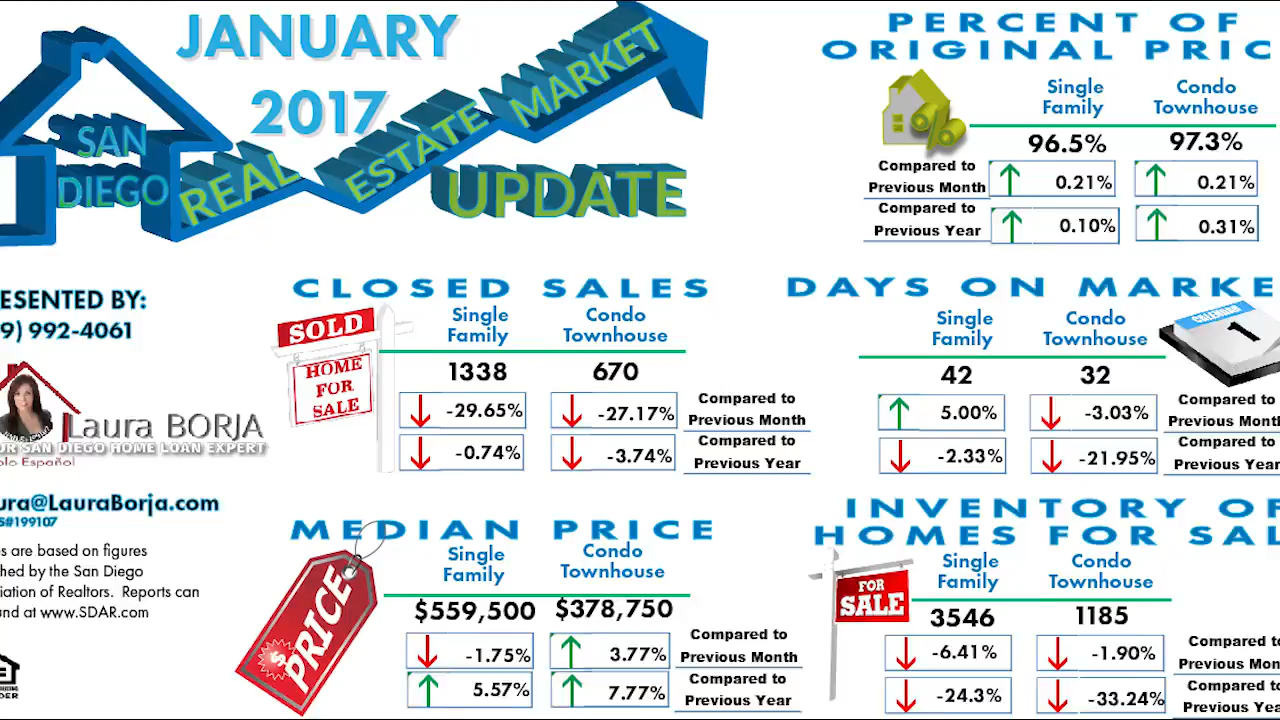 JANUARY
2017
SAN
DIEGO
REAL
ESTATE
MARKET
UPDATE
ESENTED BY:
9) 992-4061
Laura BORJA
OR SAN DIEGO HOME LOAN EXPERT
blo Español
ura@LauraBorja.com
S#199107
es are based on figures
hed by the San Diego
iation of Realtors. Reports can
und at www.SDAR.com
PERCENT OF
ORIGINAL PRIC
Single
Family
Condo
Townhouse
%
96.5%
97.3%
Compared to
Previous Month
0.21%
0.21%
Compared to
Previous Year
0.10%
0.31%
CLOSED SALES
Single
Family
Condo
Townhouse
SOLD
HOME
FOR
SALE
1338
670
-29.65%
-27.17%
Compared to
Previous Month
-0.74%
-3.74%
Compared to
Previous Year
DAYS ON MARKE
Single
Family
Condo
Townhouse
CALENDAR
1
42
32
5.00%
-3.03%
Compared to
Previous Month
-2.33%
-21.95%
Compared to
Previous Year
MEDIAN PRICE
Single
Family
Condo
Townhouse
PRICE
$
$559,500
$378,750
-1.75%
3.77%
Compared to
Previous Month
5.57%
7.77%
Compared to
Previous Year
INVENTORY OF
HOMES FOR SAL
Single
Family
Condo
Townhouse
FOR
SALE
3546
1185
-6.41%
-1.90%
Compared to
Previous Month
-24.3%
-33.24%
Compared to
Previous Year